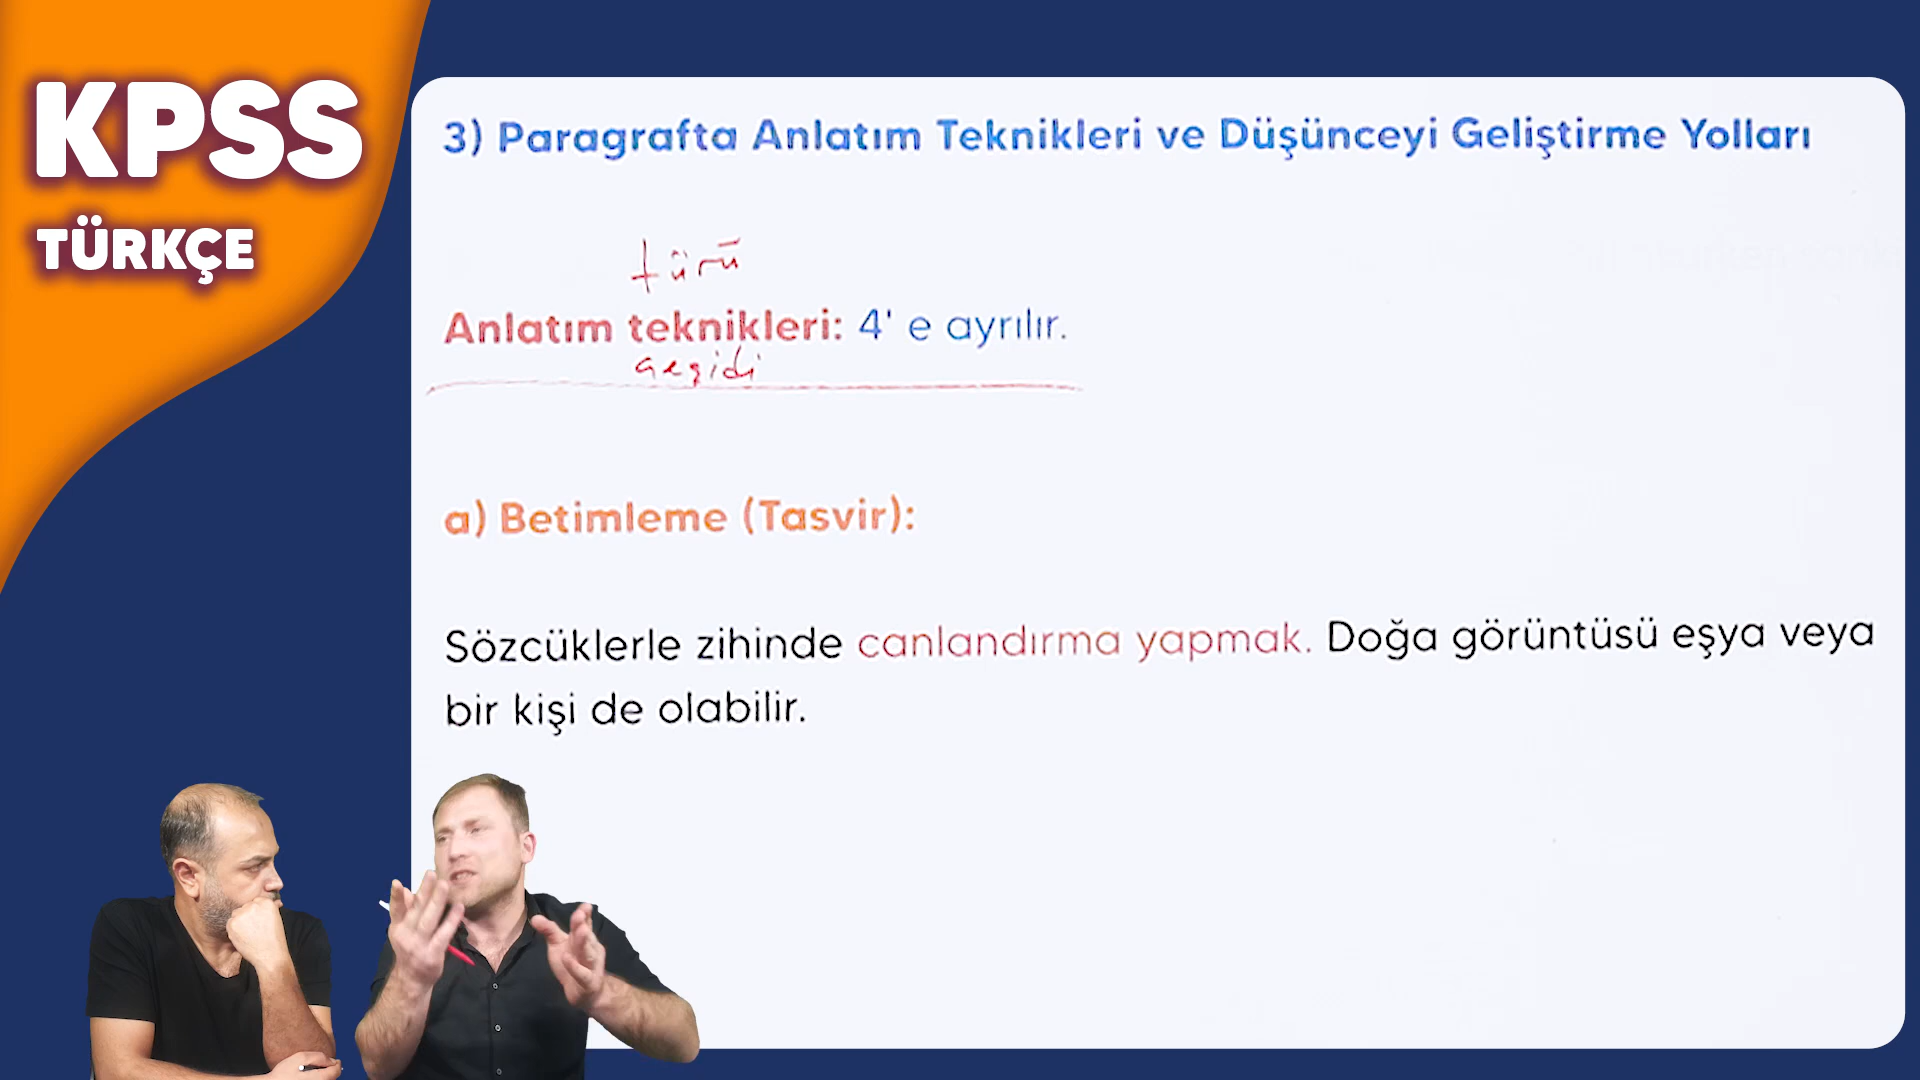 KPSS
TÜRKÇE
3) Paragrafta Anlatım Teknikleri ve Düşünceyi Geliştirme Yolları
türü
Anlatım teknikleri: 4' e ayrılır.
a) Betimleme (Tasvir):
Sözcüklerle zihinde canlandırma yapmak. Doğa görüntüsü eşya veya
bir kişi de olabilir.